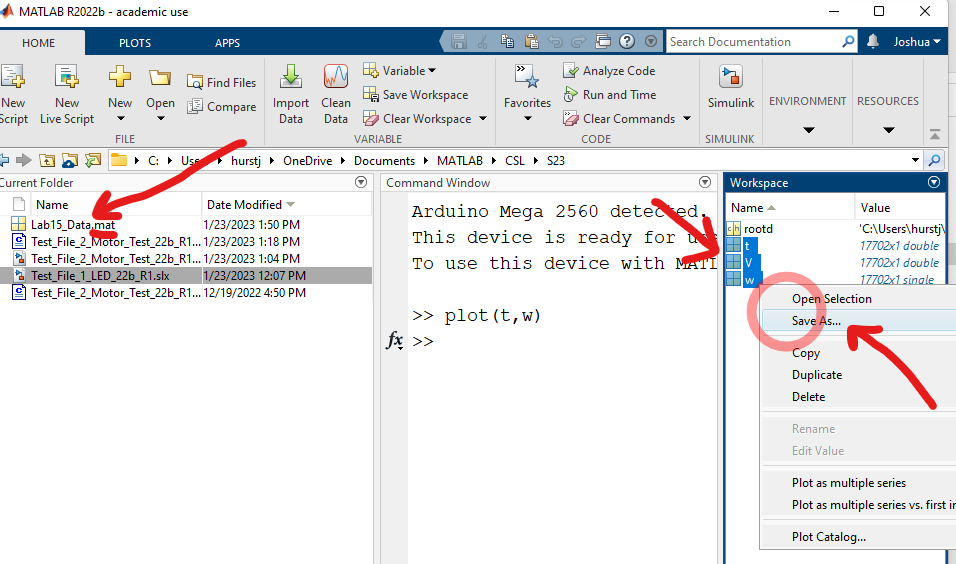 MATLAB R2022b - academic use
HOME PLOTS APPS
Search Documentation
Joshua
New Script
New Live Script
New
Open
Find Files
Compare
FILE
Import Data
Clean Data
Variable
Save Workspace
Clear Workspace
VARIABLE
Favorites
Analyze Code
Run and Time
Clear Commands
CODE
Simulink
SIMULINK
ENVIRONMENT
RESOURCES
C: hurstj OneDrive Documents MATLAB CSL S23
Current Folder
Name Date Modified
Lab15_Data.mat 1/23/2023 1:50 PM
Test_File_2_Motor_Test_22b_R1... 1/23/2023 1:18 PM
Test_File_2_Motor_Test_22b_R1... 1/23/2023 1:04 PM
Test_File_1_LED_22b_R1.slx 1/23/2023 12:07 PM
Test_File_2_Motor_Test_22b_R1... 12/19/2022 4:50 PM
Command Window
Arduino Mega 2560 detected.
This device is ready for
To use this device with
>> plot(t,w)
fx >>
Workspace
Name Value
rootd 'C:\Users\hurstj\
t 17702x1 double
V 17702x1 double
w 17702x1 single
Open Selection
Save As...
Copy
Duplicate
Delete
Rename
Edit Value
Plot as multiple series
Plot as multiple series vs. first
Plot Catalog...